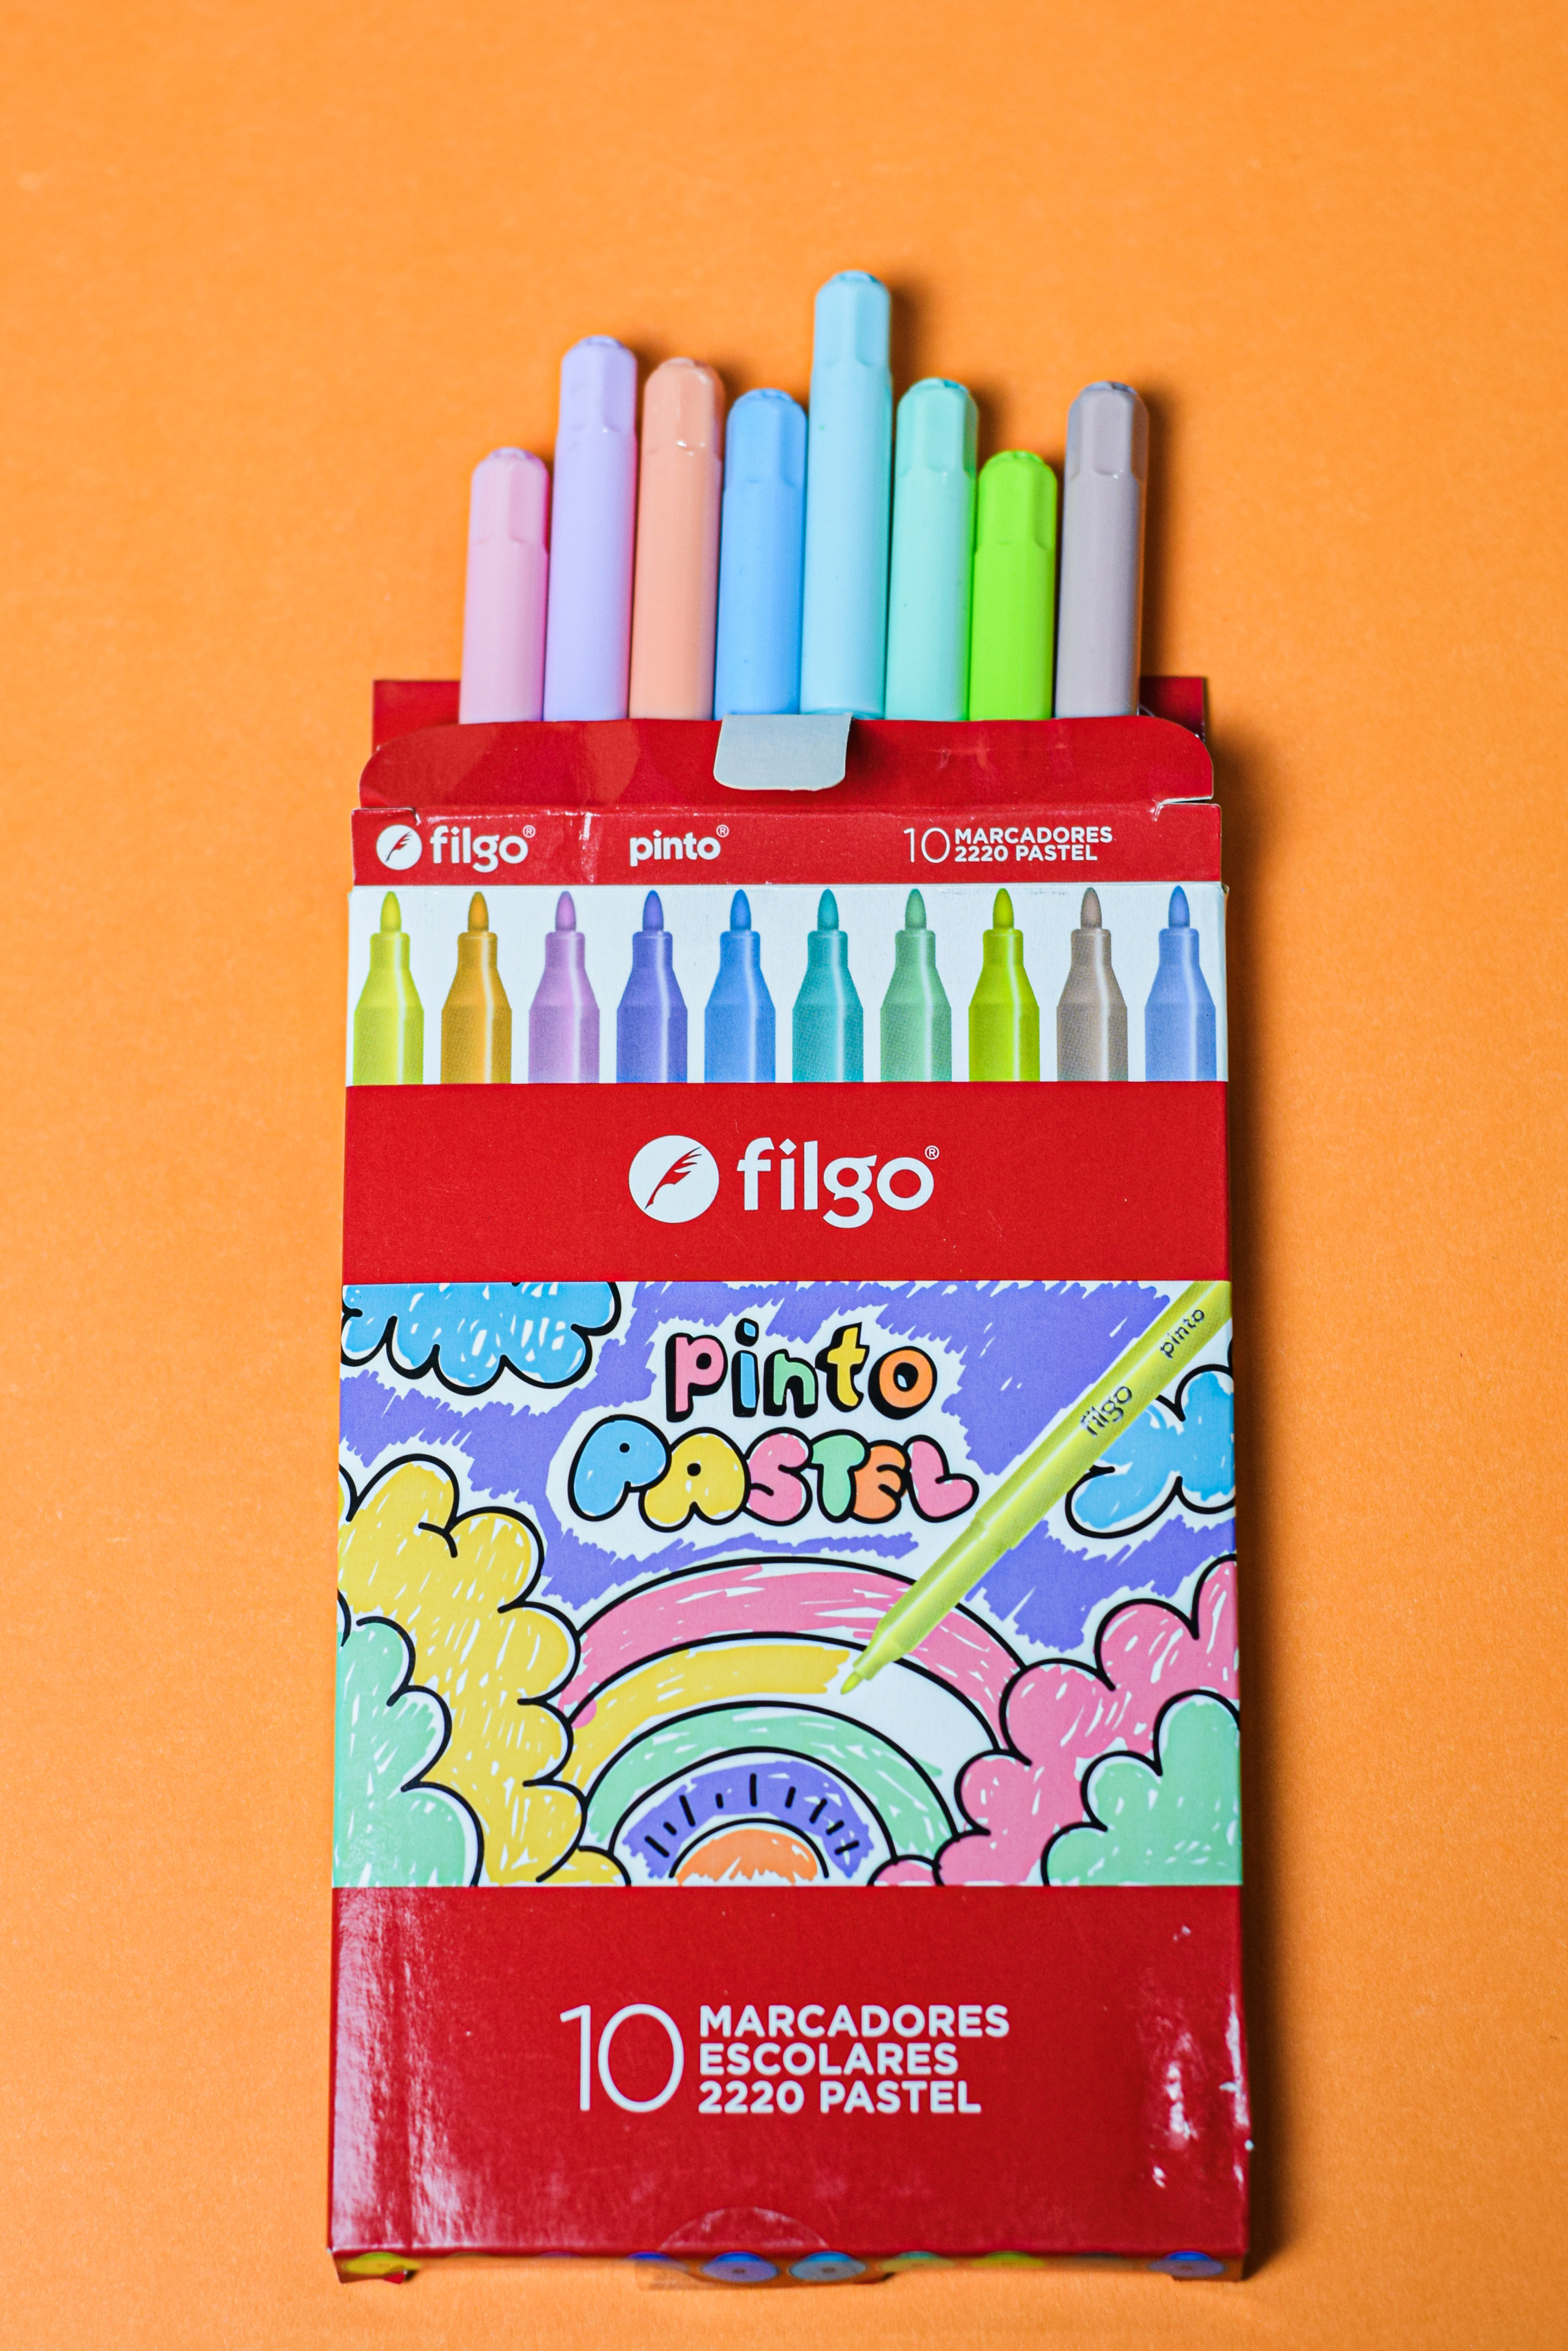 filgo®
pinto®
10 MARCADORES
2220 PASTEL
filgo®
pinto
PASTEL
pinto
filgo
10 MARCADORES
ESCOLARES
2220 PASTEL